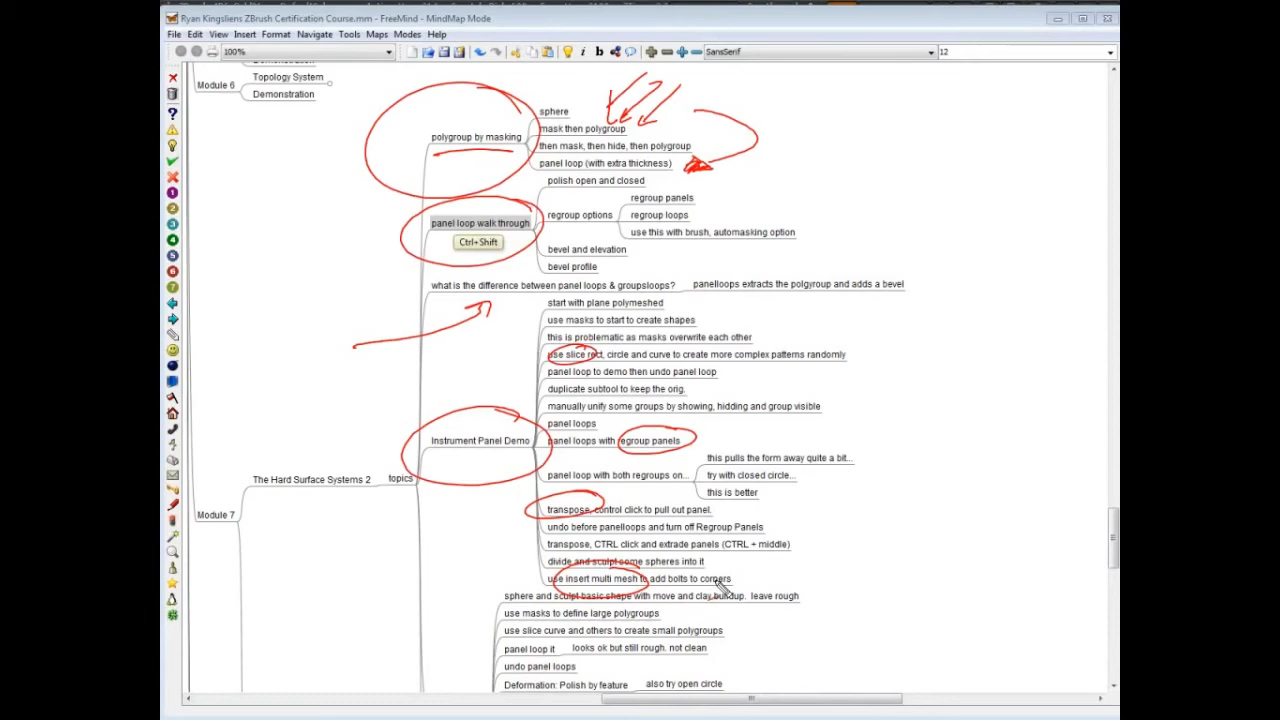 Ryan Kingsliens ZBrush Certification Course.mm - FreeMind - MindMap Mode
File Edit View Insert Format Navigate Tools Maps Modes Help
100% SansSerif 12
Topology System
Module 6
Demonstration
sphere
mask then polygroup
polygroup by masking
then mask, then hide, then polygroup
panel loop (with extra thickness)
polish open and closed
regroup panels
regroup options
regroup loops
panel loop walk through
use this with brush, automasking option
Ctrl+Shift
bevel and elevation
bevel profile
what is the difference between panel loops & groupsloops? panelloops extracts the polgyroup and adds a bevel
start with plane polymeshed
use masks to start to create shapes
this is problematic as masks overwrite each other
use slice rect, circle and curve to create more complex patterns randomly
panel loop to demo then undo panel loop
duplicate subtool to keep the orig.
manually unify some groups by showing, hidding and group visible
panel loops
Instrument Panel Demo
panel loops with regroup panels
this pulls the form away quite a bit...
panel loop with both regroups on...
try with closed circle...
this is better
The Hard Surface Systems 2 topics
transpose, control click to pull out panel.
Module 7
undo before panelloops and turn off Regroup Panels
transpose, CTRL click and extrade panels (CTRL + middle)
divide and sculpt some spheres into it
use insert multi mesh to add bolts to corners
sphere and sculpt basic shape with move and clay buildup. leave rough
use masks to define large polygroups
use slice curve and others to create small polygroups
panel loop it looks ok but still rough. not clean
undo panel loops
Deformation: Polish by feature also try open circle